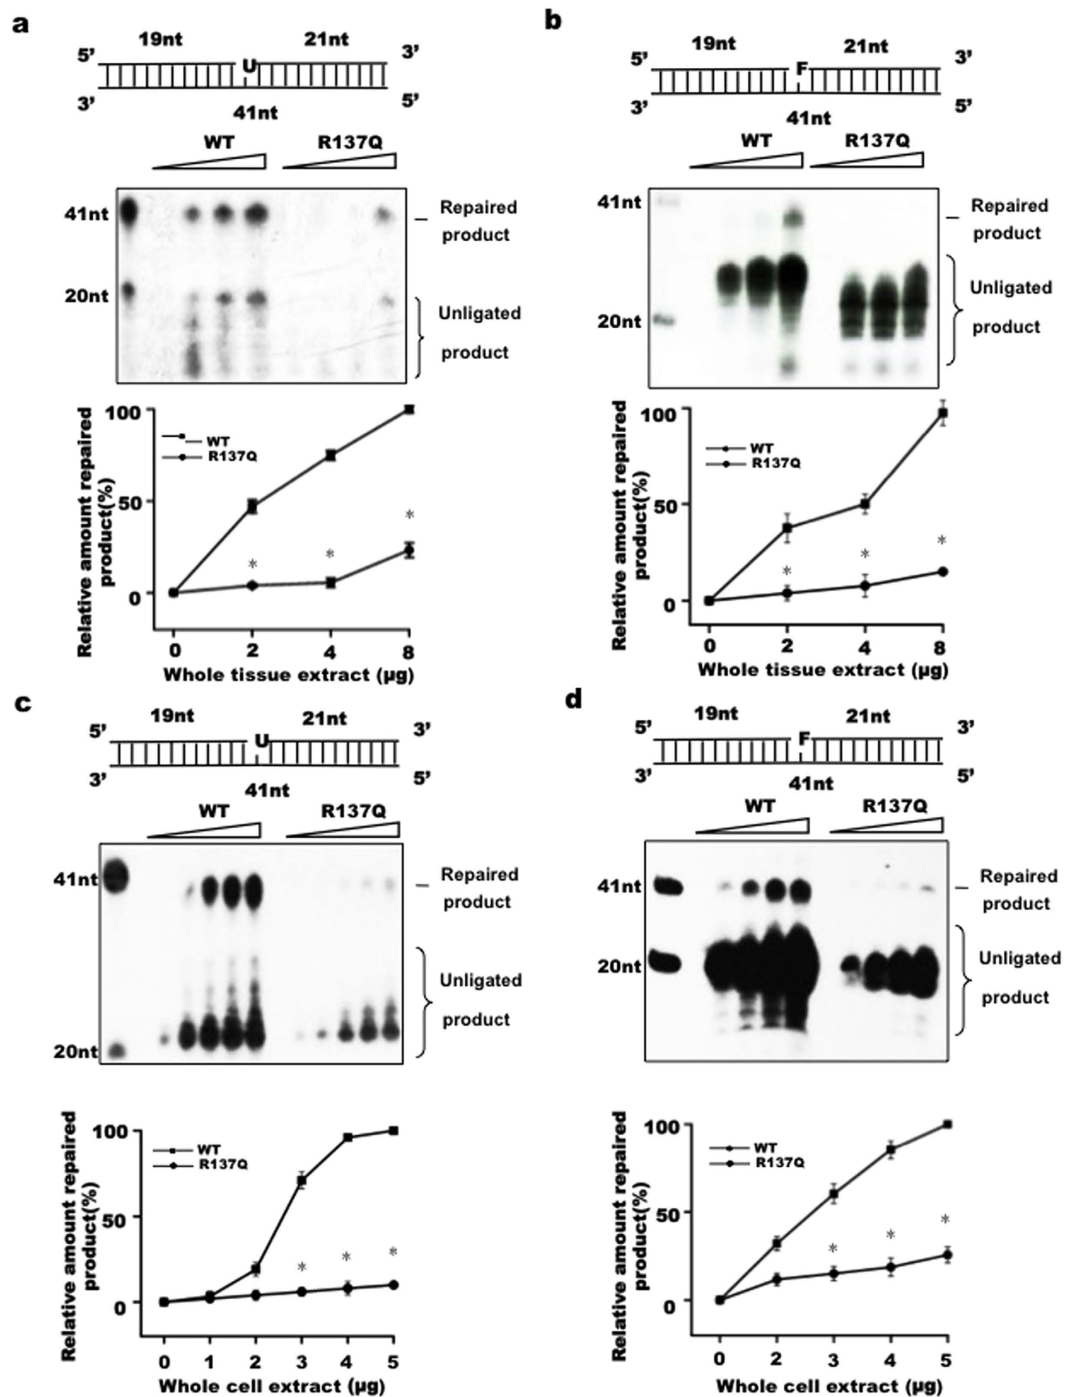 a
19nt
21nt
5’
3’
U
3’
5’
41nt
WT
R137Q
41nt
20nt
Repaired
product
Unligated
product
Relative amount repaired
product(%)
100
50
0
WT
R137Q
*
*
*
0
2
4
8
Whole tissue extract (µg)
b
19nt
21nt
5’
3’
F
3’
5’
41nt
WT
R137Q
41nt
20nt
Repaired
product
Unligated
product
Relative amount repaired
product(%)
100
50
0
WT
R137Q
*
*
*
0
2
4
8
Whole tissue extract (µg)
c
19nt
21nt
5’
3’
U
3’
5’
41nt
WT
R137Q
41nt
20nt
Repaired
product
Unligated
product
Relative amount repaired
product(%)
100
50
0
WT
R137Q
*
*
*
0
1
2
3
4
5
Whole cell extract (µg)
d
19nt
21nt
5’
3’
F
3’
5’
41nt
WT
R137Q
41nt
20nt
Repaired
product
Unligated
product
Relative amount repaired
product(%)
100
50
0
WT
R137Q
*
*
*
0
2
3
4
5
Whole cell extract (µg)